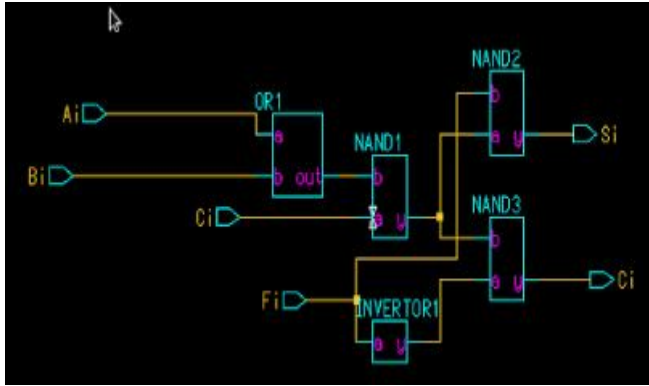 NAND2
b
a y
Si
OR1
Ai
a
b out
Bi
NAND1
b
a y
Ci
NAND3
b
a y
Ci
Fi
INVERTOR1
a y